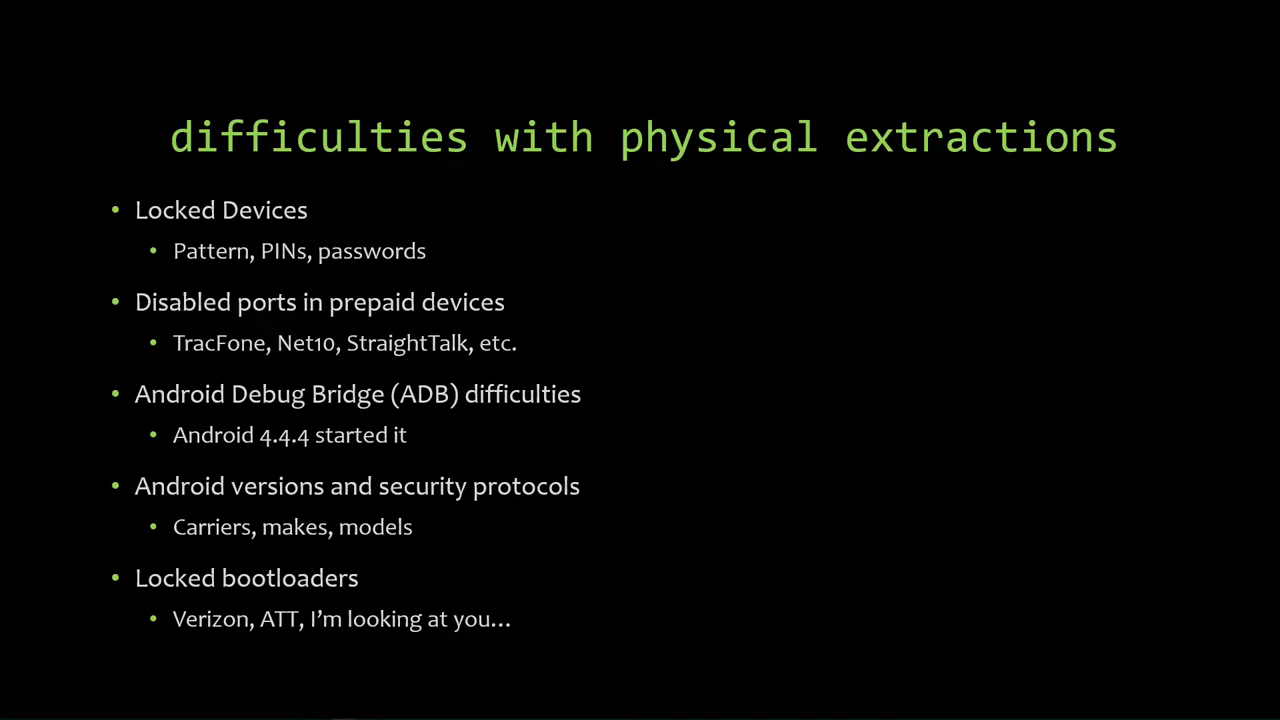 difficulties with physical extractions
• Locked Devices
• Pattern, PINs, passwords
• Disabled ports in prepaid devices
• TracFone, Net10, StraightTalk, etc.
• Android Debug Bridge (ADB) difficulties
• Android 4.4.4 started it
• Android versions and security protocols
• Carriers, makes, models
• Locked bootloaders
• Verizon, ATT, I’m looking at you…